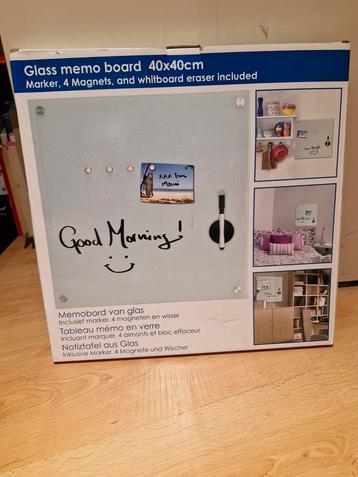 Glass memo board 40x40cm
Marker, 4 Magnets, and whitboard eraser included
Good Morning!
Memobord van glas
Inclusief marker, 4 magneten en wisser
Tableau mémo en verre
Incluant marquer, 4 aimants et bloc effaceur
Notiztafel aus Glas
Inklusive Marker, 4 Magnete und Wischer